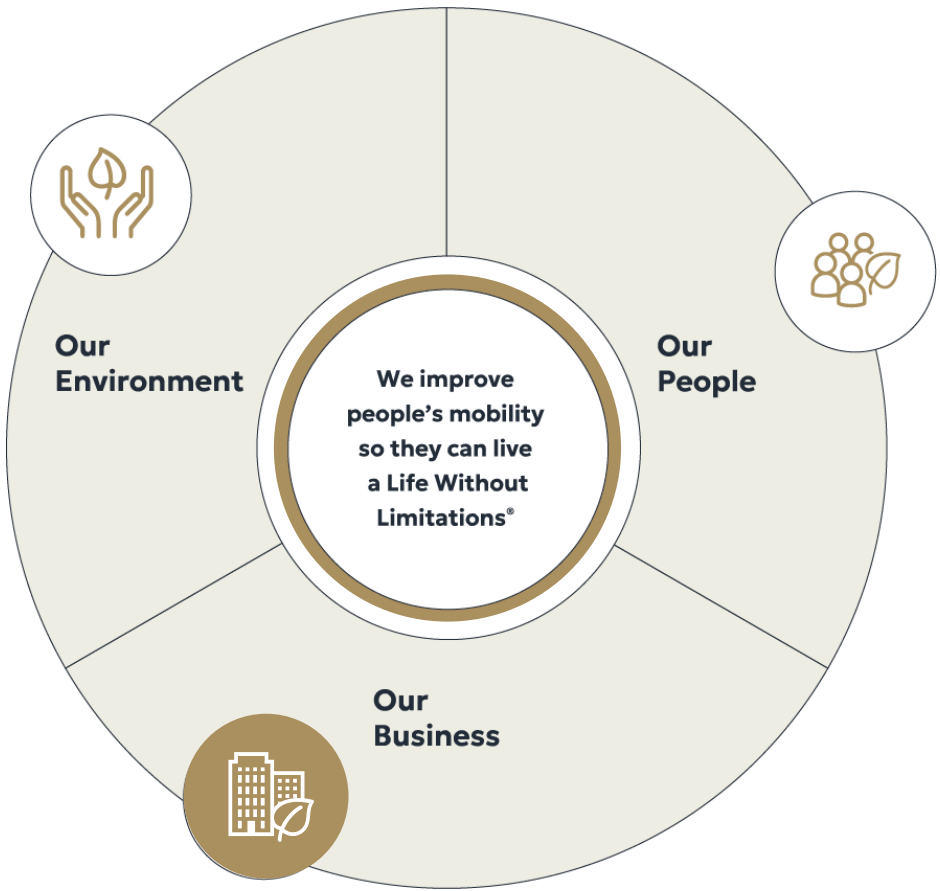 Our
Environment
Our
People
We improve
people’s mobility
so they can live
a Life Without
Limitations®
Our
Business